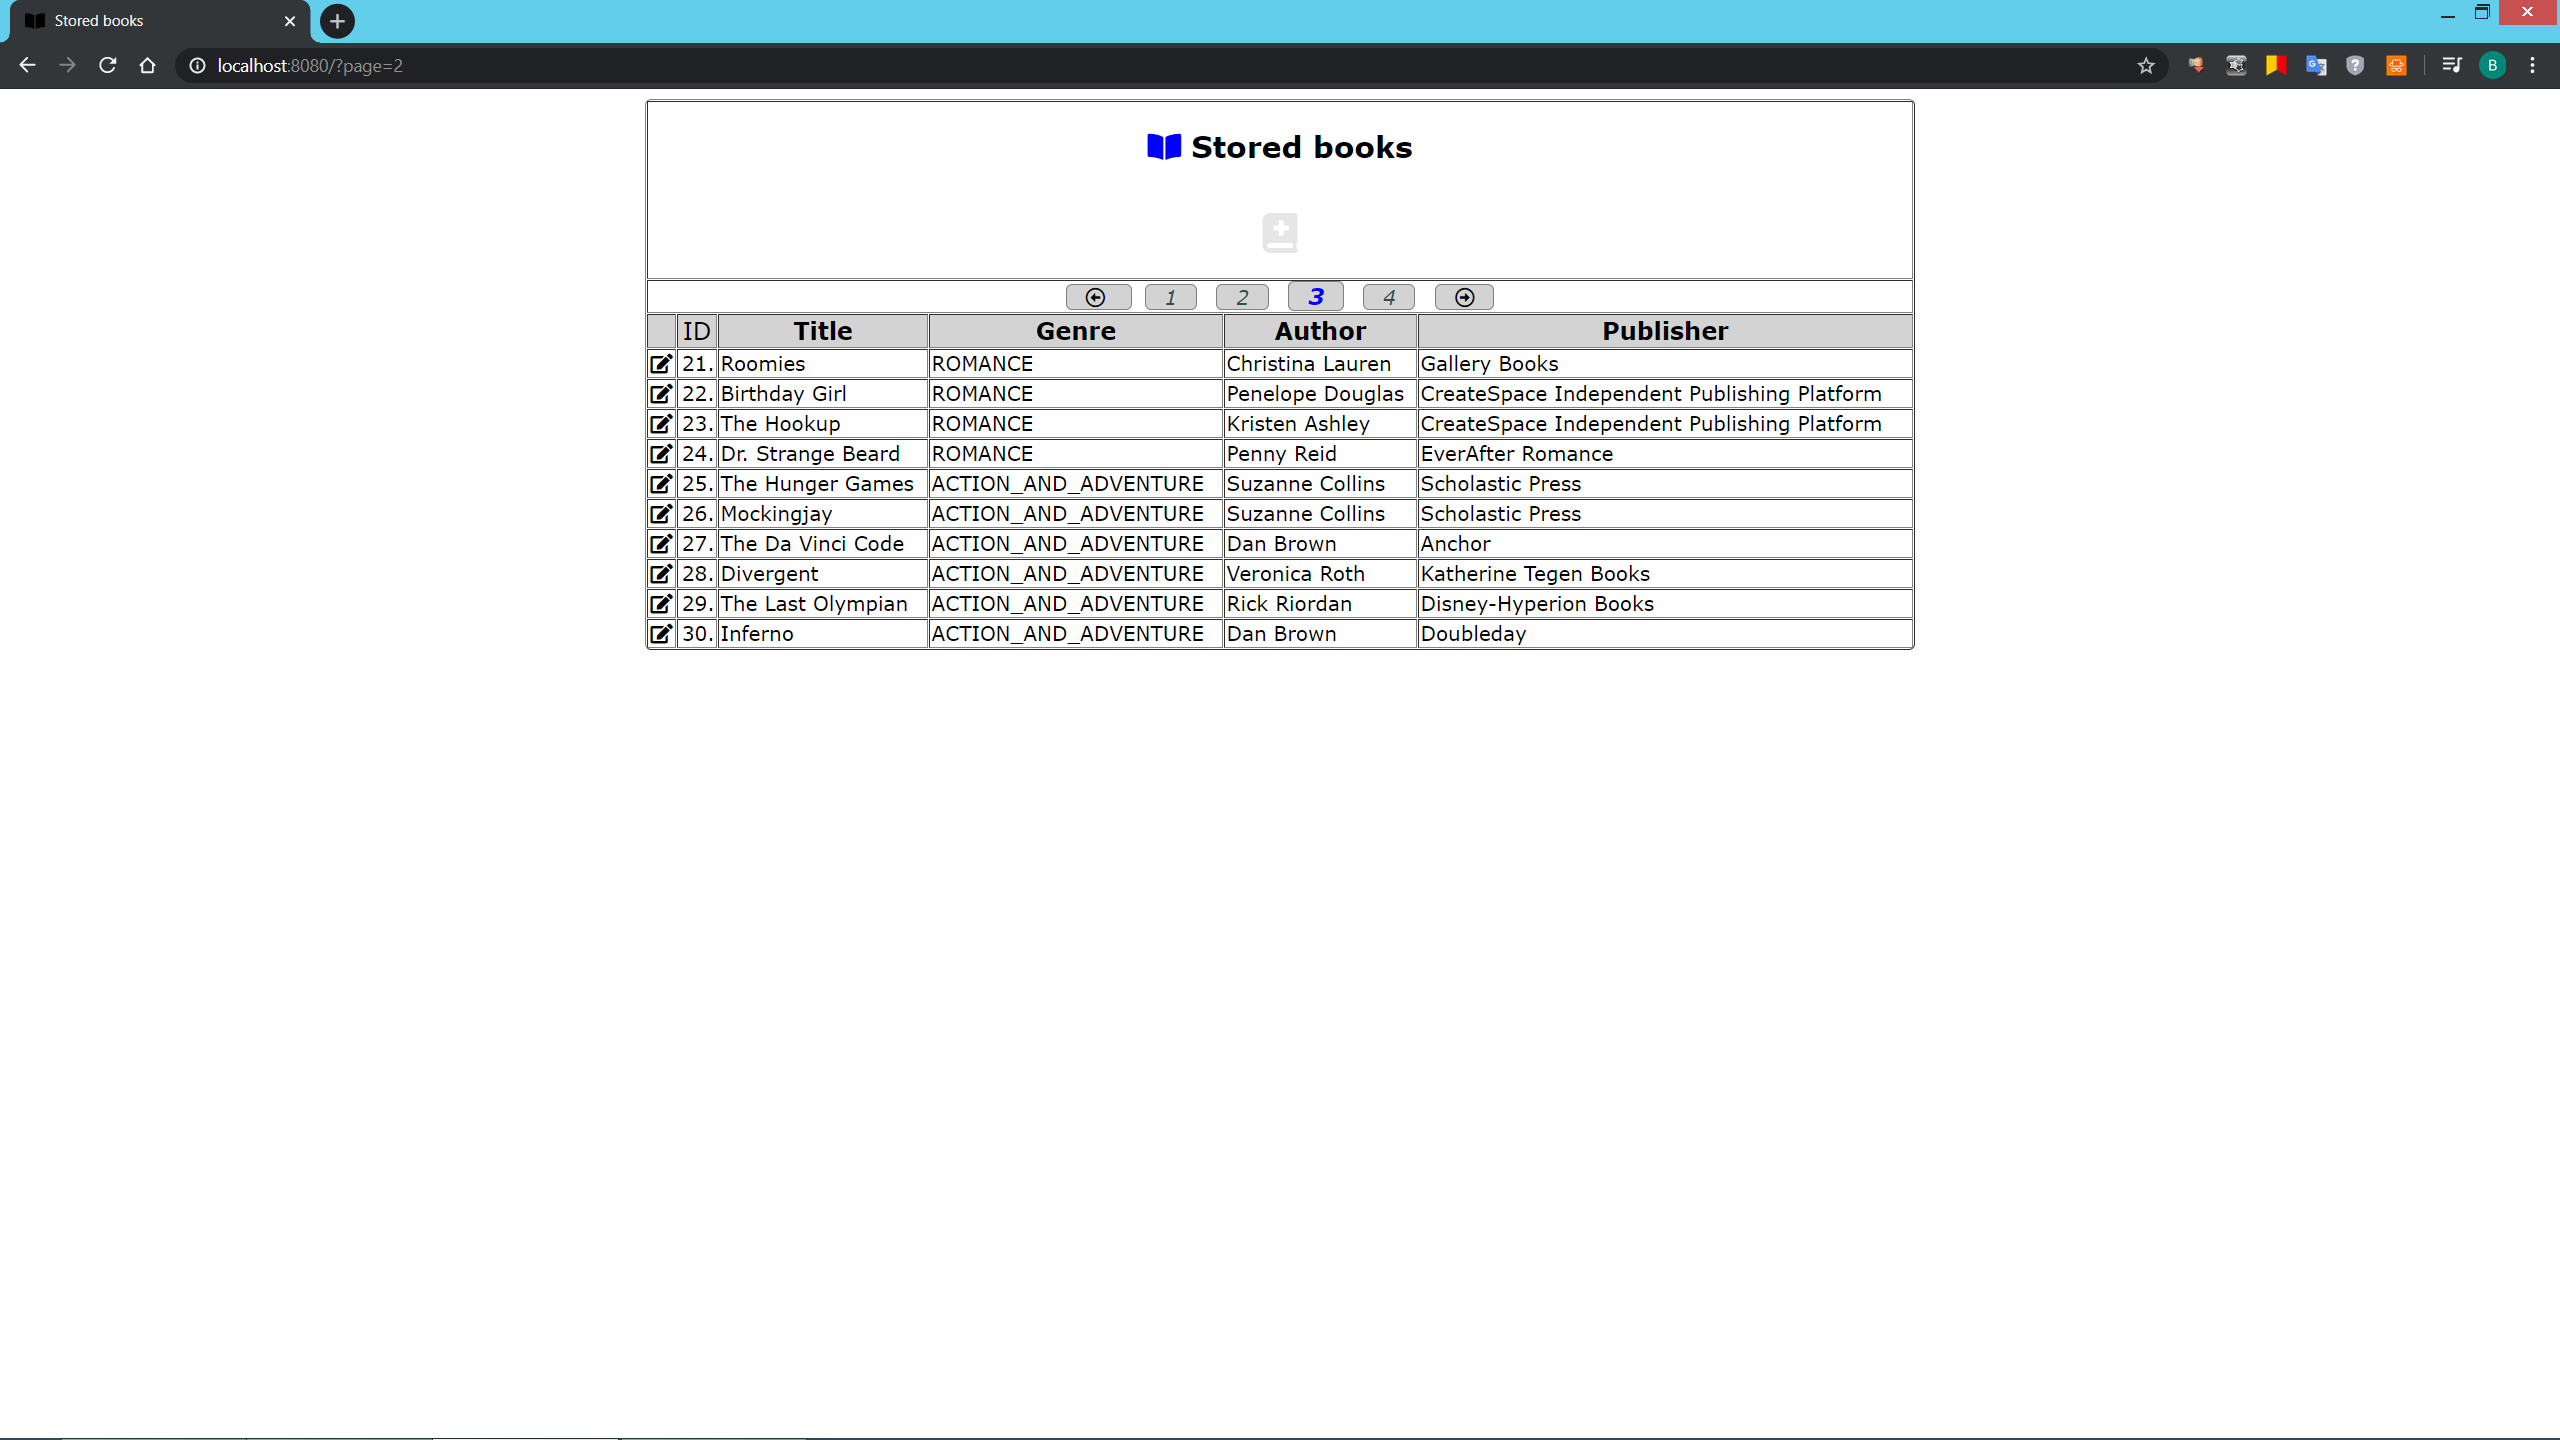 Stored books
localhost:8080/?page=2
B
Stored books
1 2 3 4
ID Title Genre Author Publisher
21. Roomies ROMANCE Christina Lauren Gallery Books
22. Birthday Girl ROMANCE Penelope Douglas CreateSpace Independent Publishing Platform
23. The Hookup ROMANCE Kristen Ashley CreateSpace Independent Publishing Platform
24. Dr. Strange Beard ROMANCE Penny Reid EverAfter Romance
25. The Hunger Games ACTION_AND_ADVENTURE Suzanne Collins Scholastic Press
26. Mockingjay ACTION_AND_ADVENTURE Suzanne Collins Scholastic Press
27. The Da Vinci Code ACTION_AND_ADVENTURE Dan Brown Anchor
28. Divergent ACTION_AND_ADVENTURE Veronica Roth Katherine Tegen Books
29. The Last Olympian ACTION_AND_ADVENTURE Rick Riordan Disney-Hyperion Books
30. Inferno ACTION_AND_ADVENTURE Dan Brown Doubleday